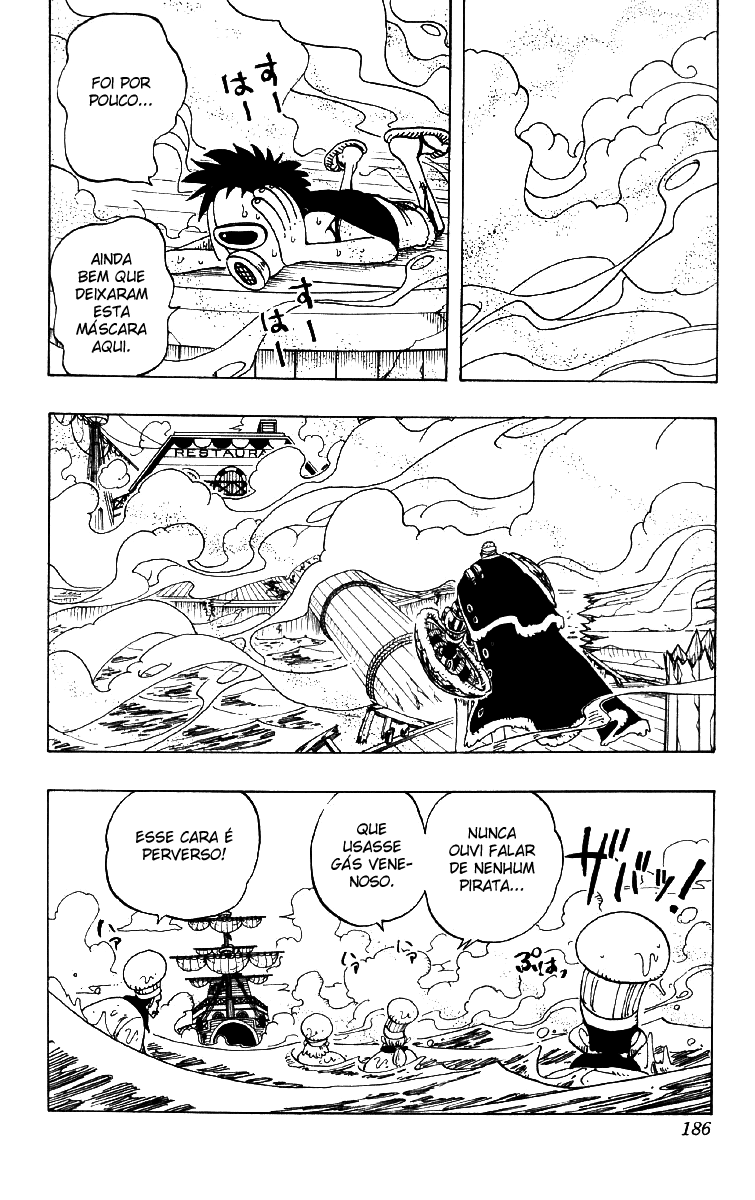 すー
はー
FOI POR
POUCO...
AINDA
BEM QUE
DEIXARAM
ESTA
MÁSCARA
AQUI.
すー
はー
RESTAURA
ザバッ!
ぷはっ
NUNCA
OUVI FALAR
DE NENHUM
PIRATA...
QUE
USASSE
GÁS VENE-
NOSO.
ESSE CARA É
PERVERSO!
186